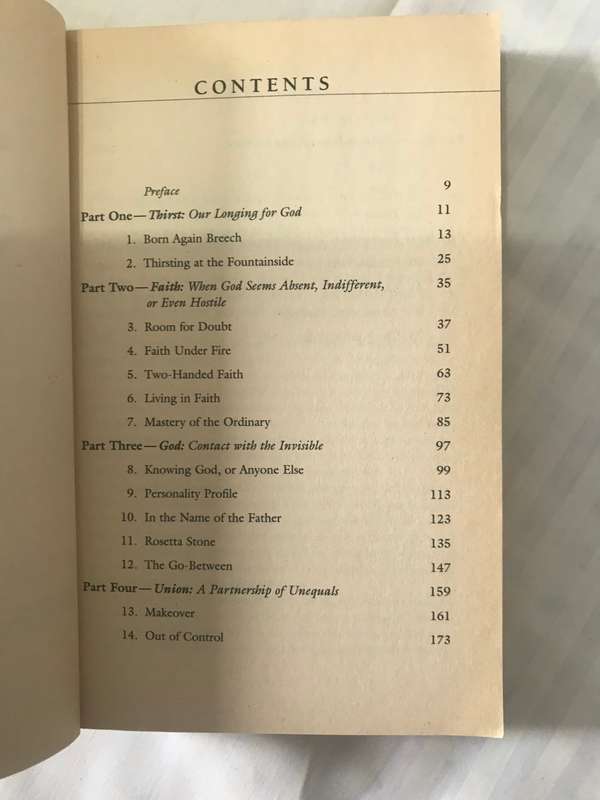 CONTENTS
Preface 9
Part One—Thirst: Our Longing for God 11
1. Born Again Breech 13
2. Thirsting at the Fountainside 25
Part Two—Faith: When God Seems Absent, Indifferent, 35
or Even Hostile
3. Room for Doubt 37
4. Faith Under Fire 51
5. Two-Handed Faith 63
6. Living in Faith 73
7. Mastery of the Ordinary 85
Part Three—God: Contact with the Invisible 97
8. Knowing God, or Anyone Else 99
9. Personality Profile 113
10. In the Name of the Father 123
11. Rosetta Stone 135
12. The Go-Between 147
Part Four—Union: A Partnership of Unequals 159
13. Makeover 161
14. Out of Control 173